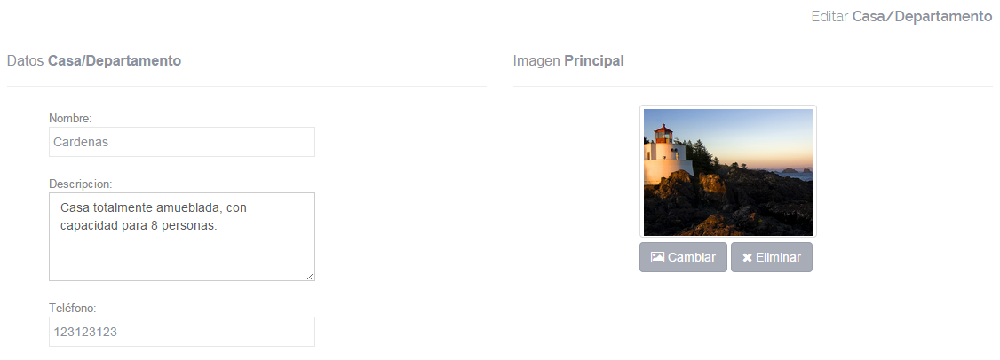 Editar Casa/Departamento
Datos Casa/Departamento
Nombre:
Cardenas
Descripcion:
Casa totalmente amueblada, con
capacidad para 8 personas.
Teléfono:
123123123
Imagen Principal
Cambiar
Eliminar